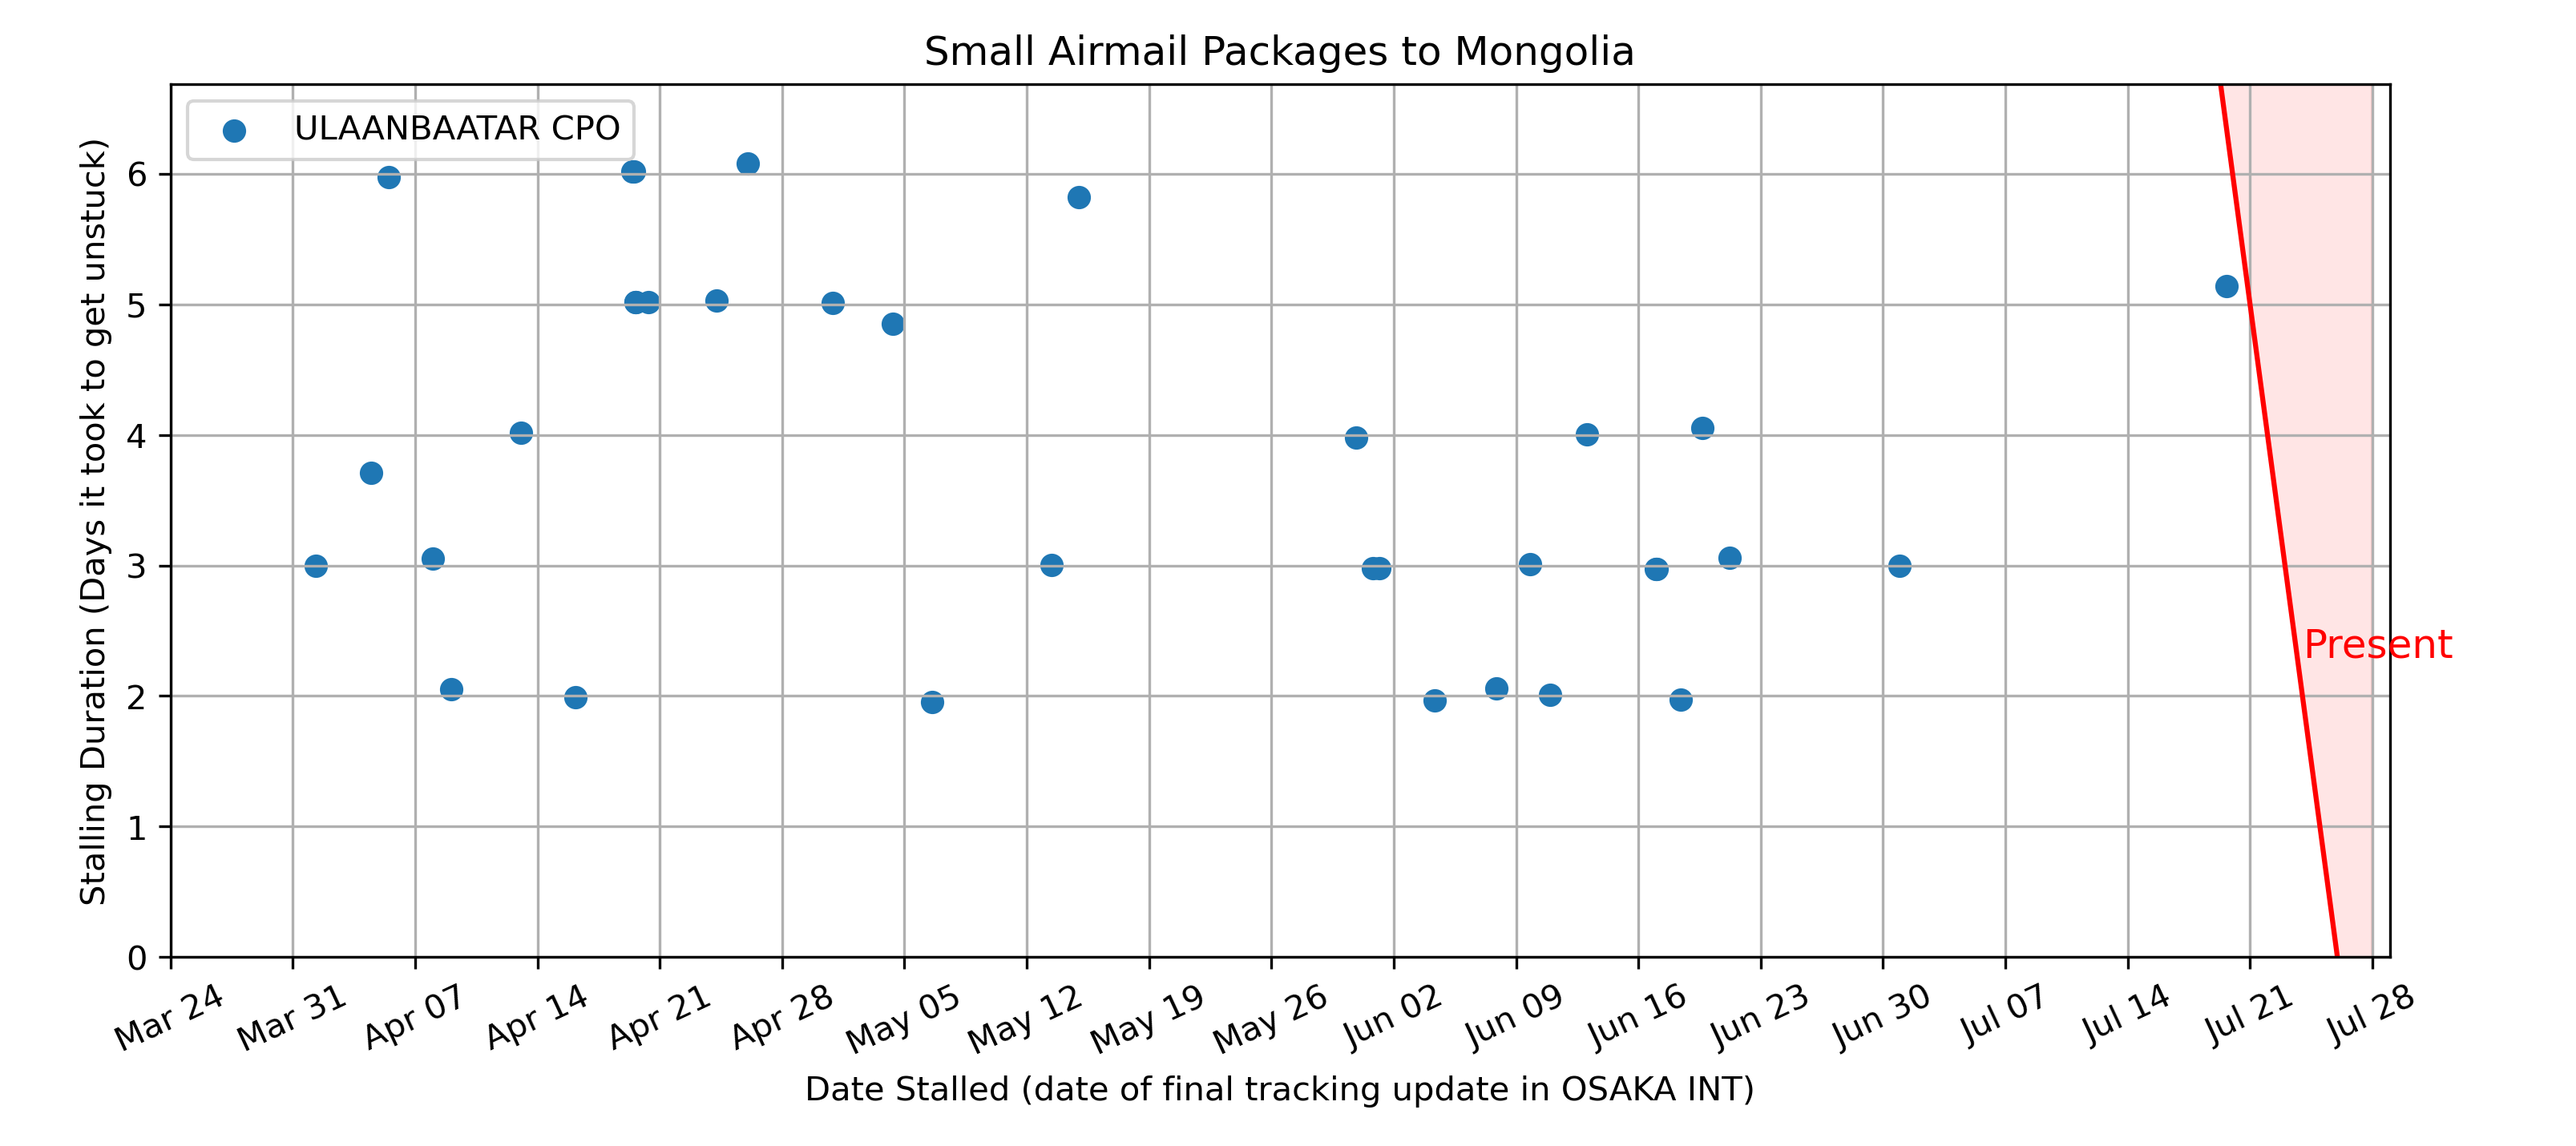 Small Airmail Packages to Mongolia
ULAANBAATAR CPO
Stalling Duration (Days it took to get unstuck)
6
5
4
3
2
1
0
Present
Mar 24
Mar 31
Apr 07
Apr 14
Apr 21
Apr 28
May 05
May 12
May 19
May 26
Jun 02
Jun 09
Jun 16
Jun 23
Jun 30
Jul 07
Jul 14
Jul 21
Jul 28
Date Stalled (date of final tracking update in OSAKA INT)